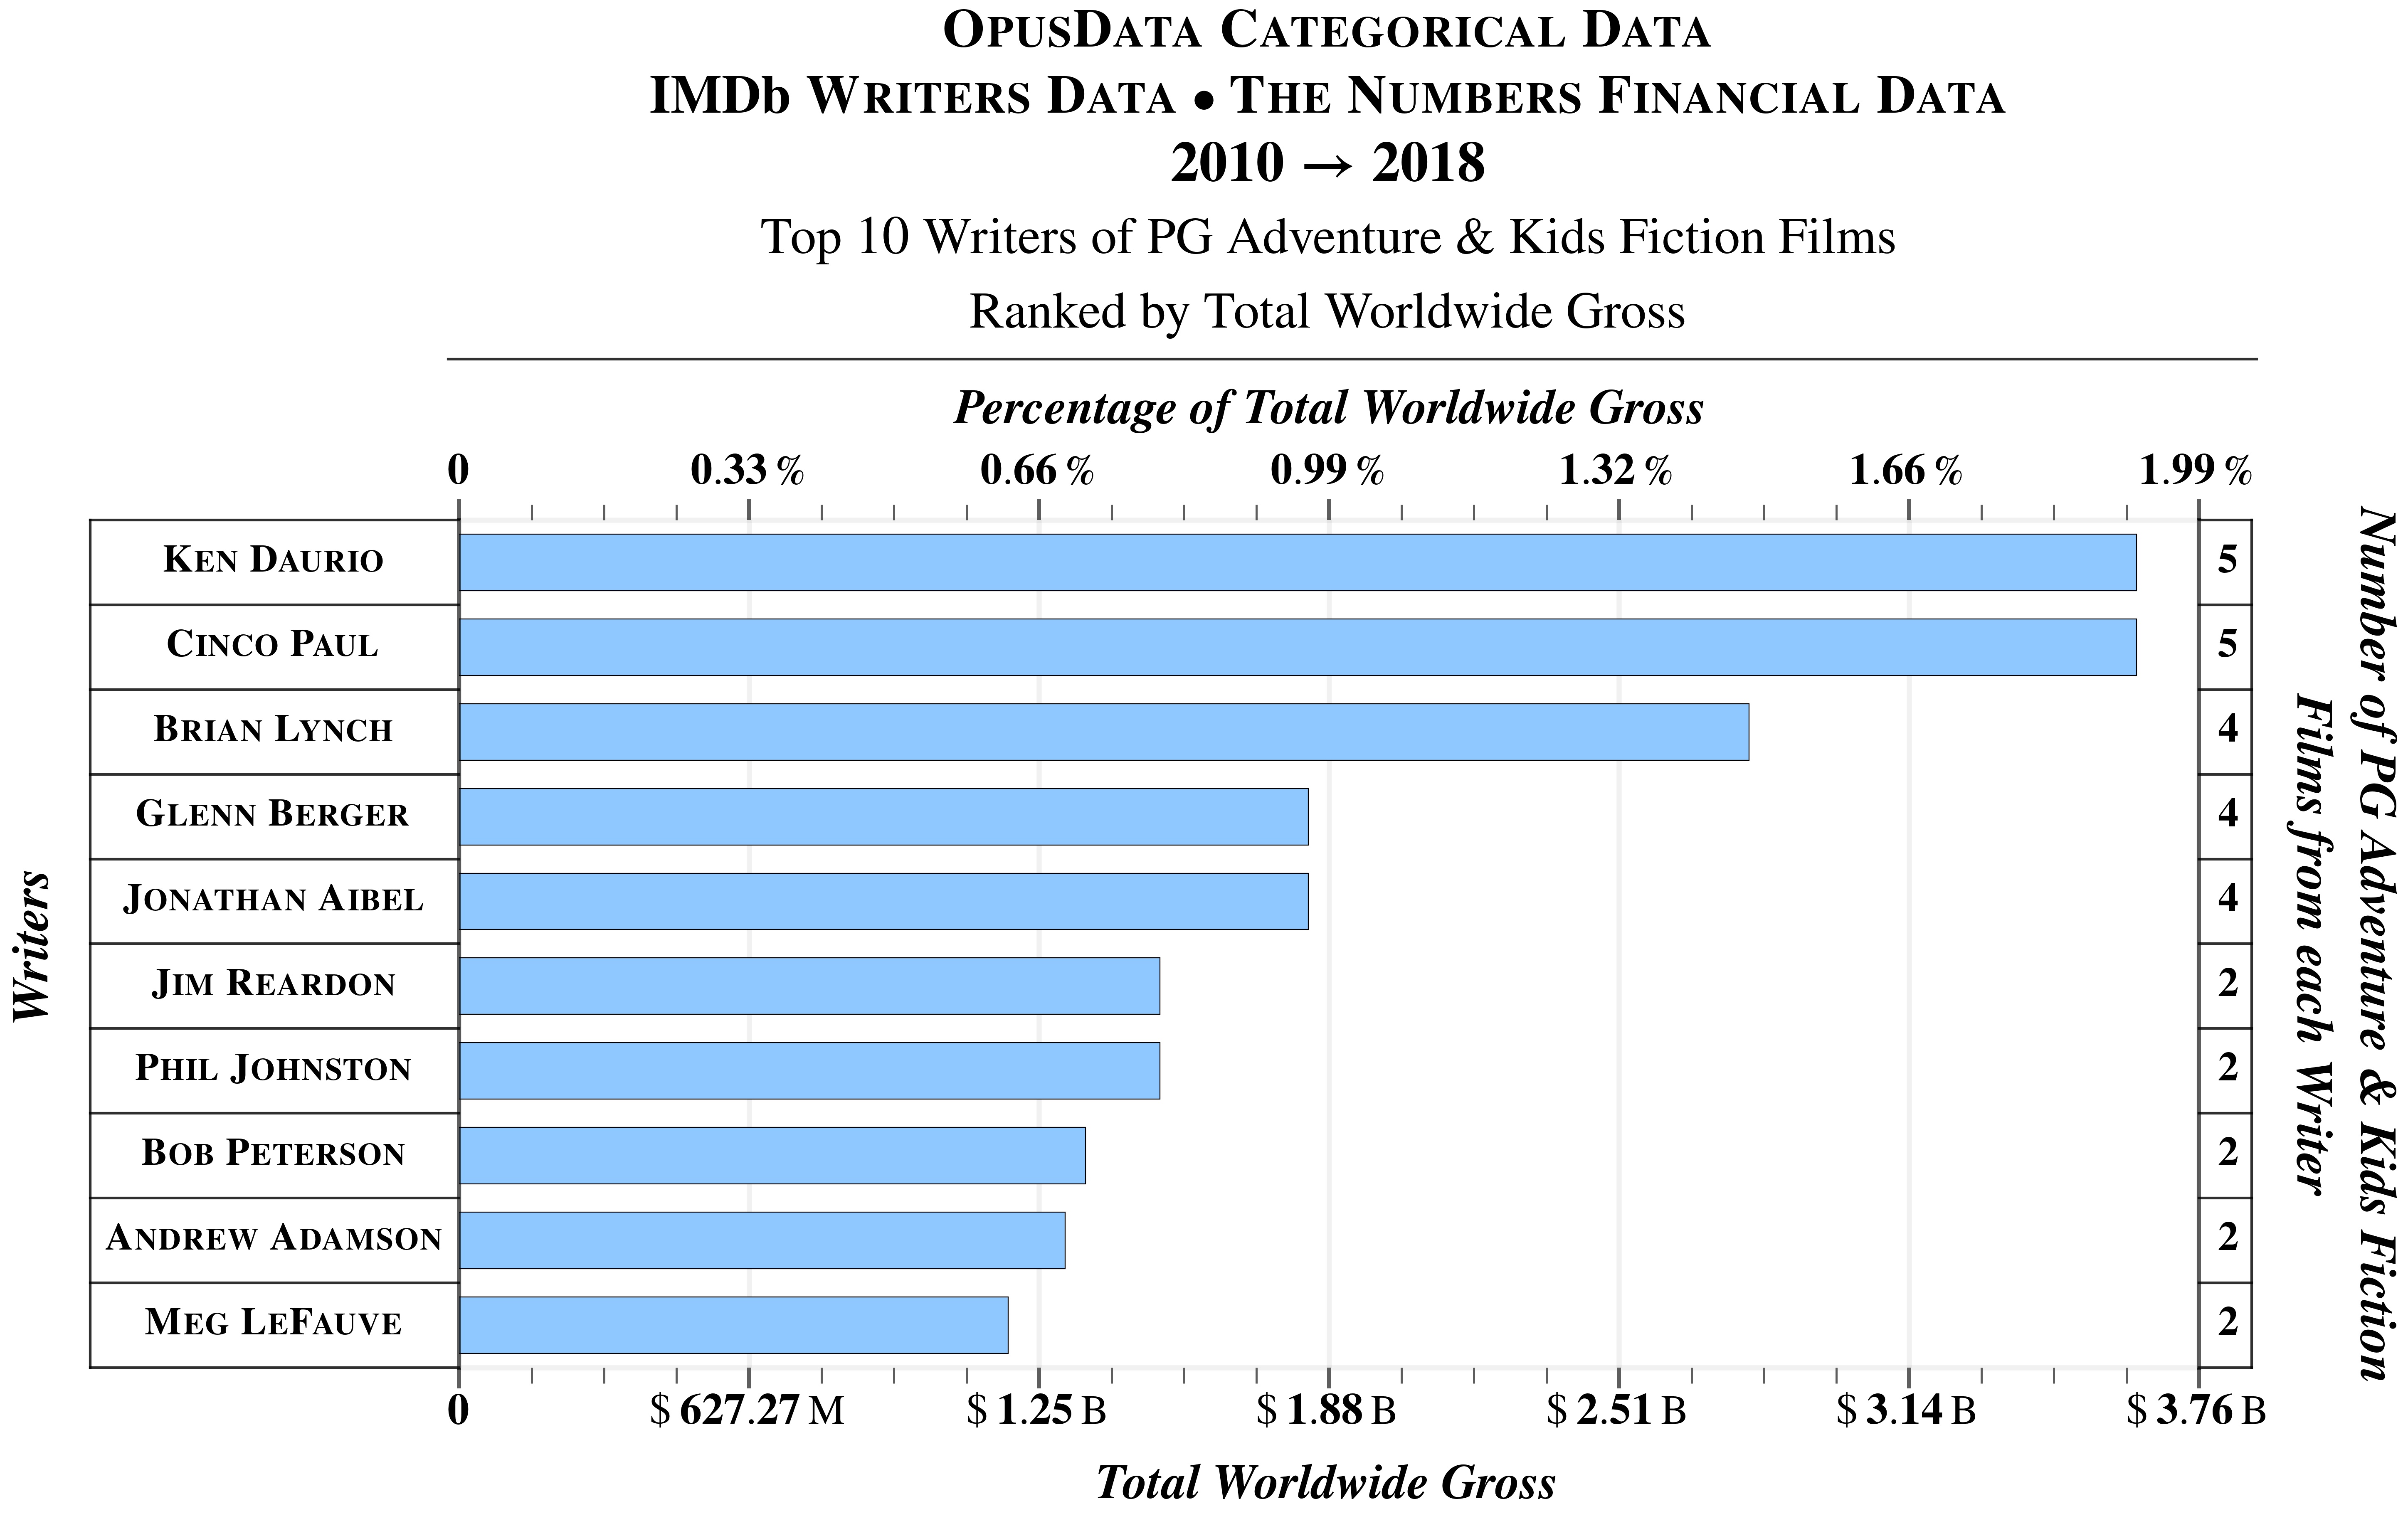 OpusData Categorical Data
IMDb Writers Data • The Numbers Financial Data
2010 → 2018
Top 10 Writers of PG Adventure & Kids Fiction Films
Ranked by Total Worldwide Gross
Percentage of Total Worldwide Gross
0 0.33 % 0.66 % 0.99 % 1.32 % 1.66 % 1.99 %
Writers
Ken Daurio 5
Cinco Paul 5
Brian Lynch 4
Glenn Berger 4
Jonathan Aibel 4
Jim Reardon 2
Phil Johnston 2
Bob Peterson 2
Andrew Adamson 2
Meg LeFauve 2
Number of PG Adventure & Kids Fiction
Films from each Writer
0 $ 627.27 M $ 1.25 B $ 1.88 B $ 2.51 B $ 3.14 B $ 3.76 B
Total Worldwide Gross